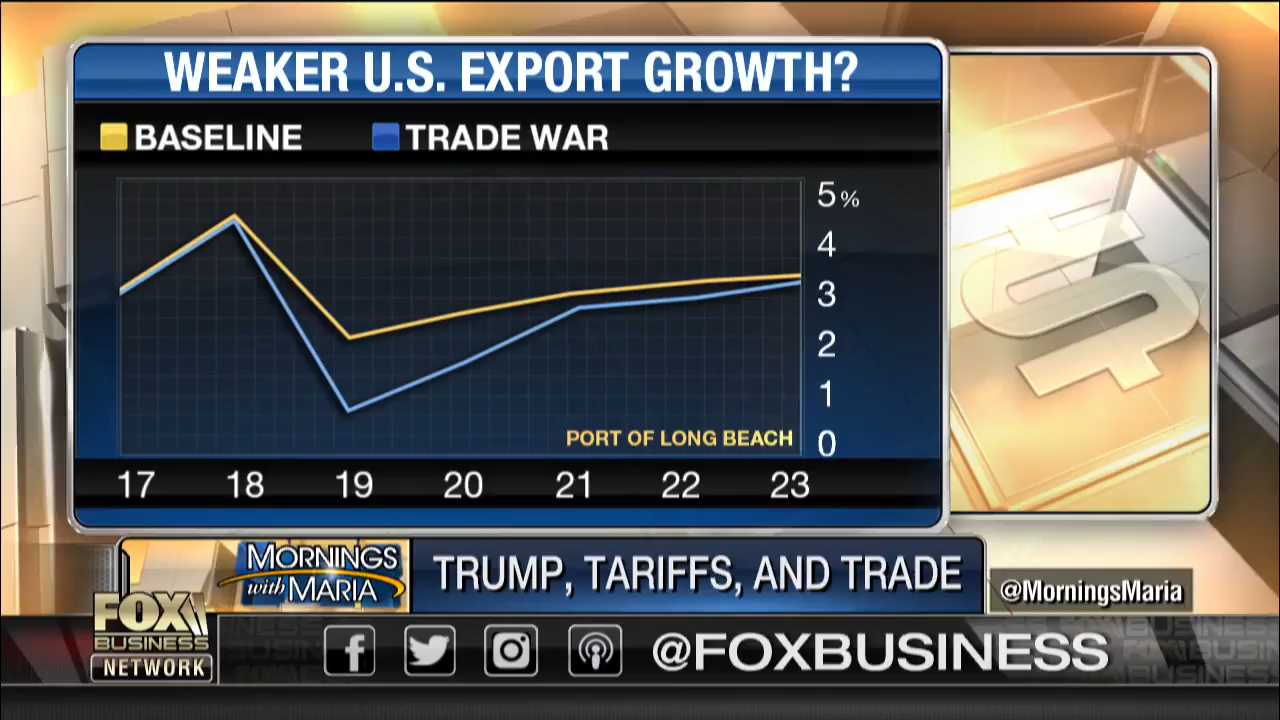 WEAKER U.S. EXPORT GROWTH?
BASELINE
TRADE WAR
5%
4
3
2
1
0
PORT OF LONG BEACH
17 18 19 20 21 22 23
MORNINGS
with MARIA
TRUMP, TARIFFS, AND TRADE
@MorningsMaria
FOX
BUSINESS
NETWORK
@FOXBUSINESS